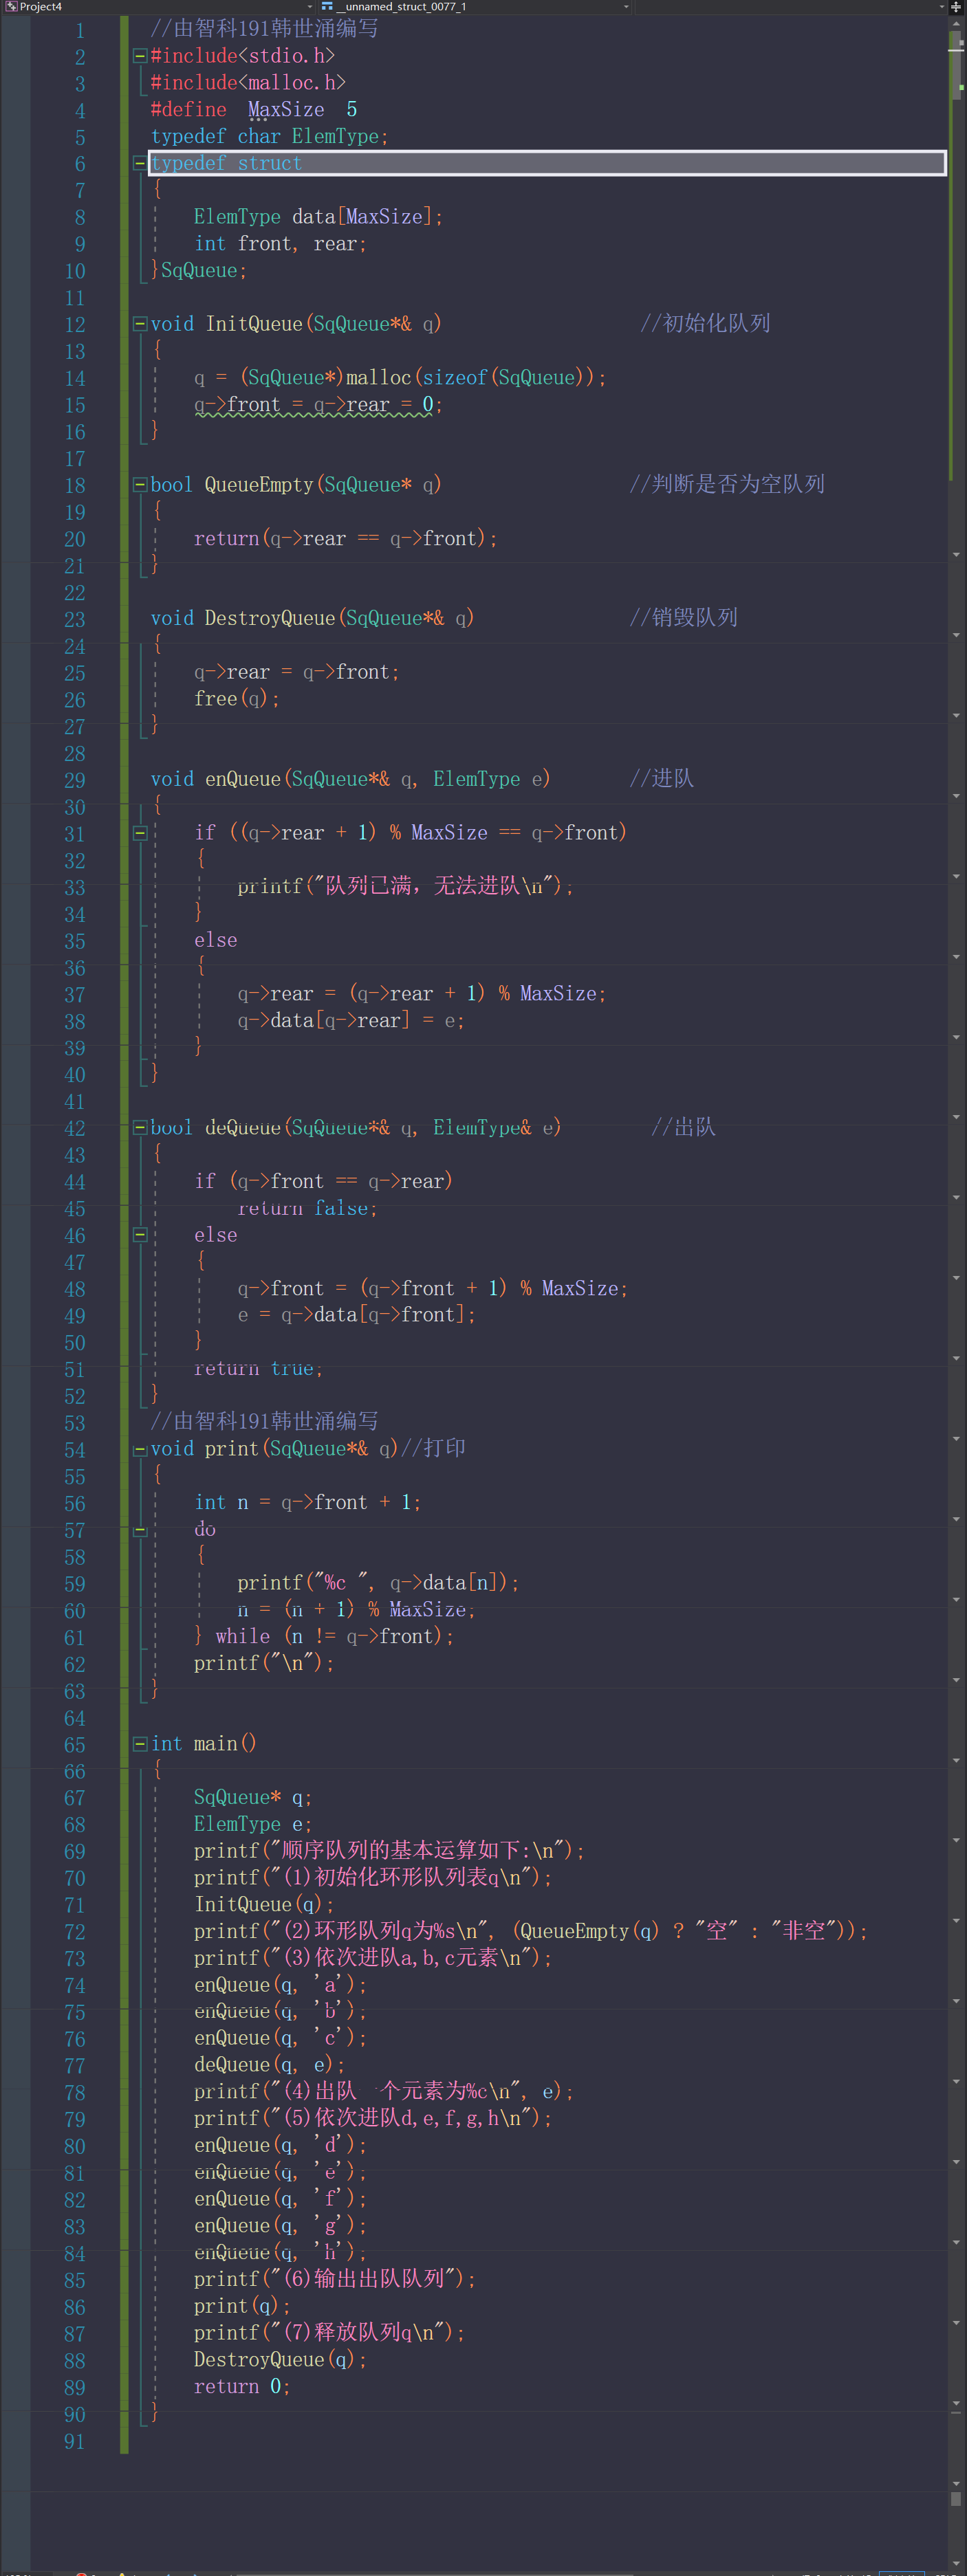 Project4 __unnamed_struct_0077_1
1 //由智科191韩世涌编写
2 #include<stdio.h>
3 #include<malloc.h>
4 #define  MaxSize  5
5 typedef char ElemType;
6 typedef struct
7 {
8     ElemType data[MaxSize];
9     int front, rear;
10 }SqQueue;
11
12 void InitQueue(SqQueue*& q)                  //初始化队列
13 {
14     q = (SqQueue*)malloc(sizeof(SqQueue));
15     q->front = q->rear = 0;
16 }
17
18 bool QueueEmpty(SqQueue* q)                 //判断是否为空队列
19 {
20     return(q->rear == q->front);
21 }
22
23 void DestroyQueue(SqQueue*& q)              //销毁队列
24 {
25     q->rear = q->front;
26     free(q);
27 }
28
29 void enQueue(SqQueue*& q, ElemType e)       //进队
30 {
31     if ((q->rear + 1) % MaxSize == q->front)
32     {
33         printf("队列已满，无法进队\n");
34     }
35     else
36     {
37         q->rear = (q->rear + 1) % MaxSize;
38         q->data[q->rear] = e;
39     }
40 }
41
42 bool deQueue(SqQueue*& q, ElemType& e)        //出队
43 {
44     if (q->front == q->rear)
45         return false;
46     else
47     {
48         q->front = (q->front + 1) % MaxSize;
49         e = q->data[q->front];
50     }
51     return true;
52 }
53 //由智科191韩世涌编写
54 void print(SqQueue*& q)//打印
55 {
56     int n = q->front + 1;
57     do
58     {
59         printf("%c ", q->data[n]);
60         n = (n + 1) % MaxSize;
61     } while (n != q->front);
62     printf("\n");
63 }
64
65 int main()
66 {
67     SqQueue* q;
68     ElemType e;
69     printf("顺序队列的基本运算如下:\n");
70     printf("(1)初始化环形队列表q\n");
71     InitQueue(q);
72     printf("(2)环形队列q为%s\n", (QueueEmpty(q) ? "空" : "非空"));
73     printf("(3)依次进队a,b,c元素\n");
74     enQueue(q, 'a');
75     enQueue(q, 'b');
76     enQueue(q, 'c');
77     deQueue(q, e);
78     printf("(4)出队一个元素为%c\n", e);
79     printf("(5)依次进队d,e,f,g,h\n");
80     enQueue(q, 'd');
81     enQueue(q, 'e');
82     enQueue(q, 'f');
83     enQueue(q, 'g');
84     enQueue(q, 'h');
85     printf("(6)输出出队队列");
86     print(q);
87     printf("(7)释放队列q\n");
88     DestroyQueue(q);
89     return 0;
90 }
91